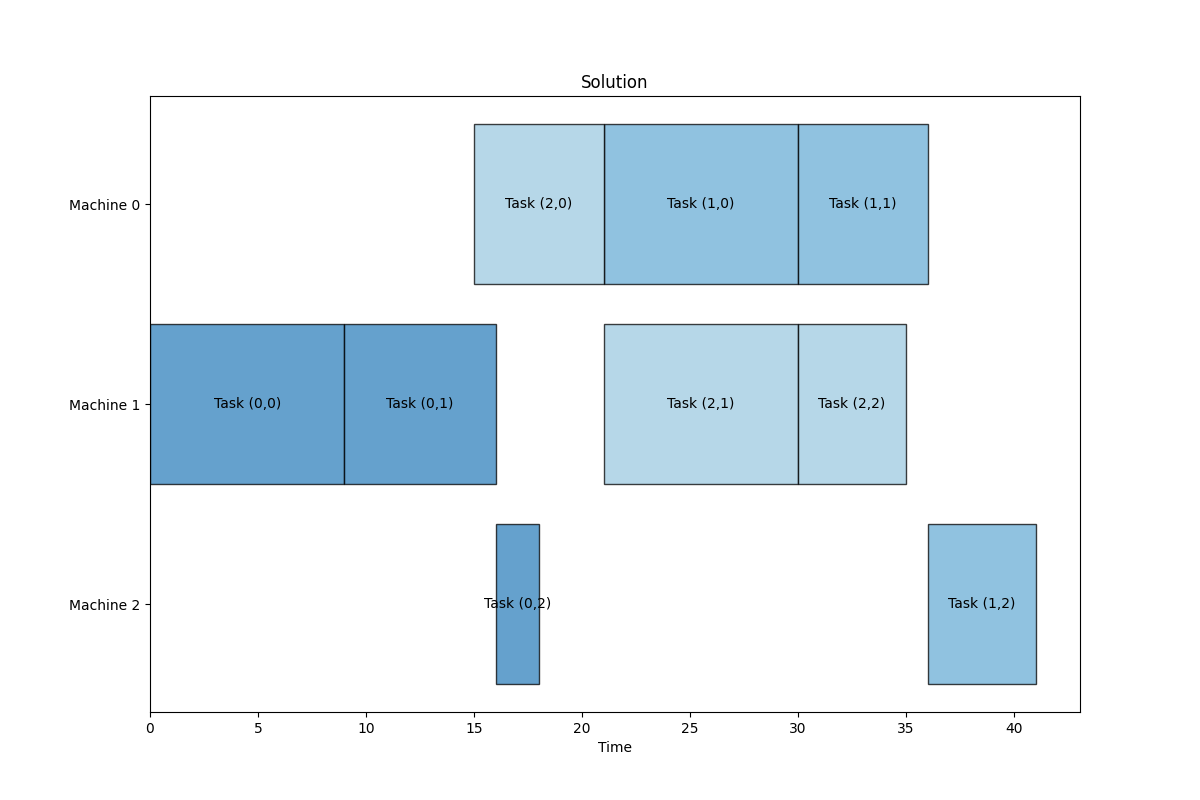 Solution
Machine 0
Task (2,0)
Task (1,0)
Task (1,1)
Machine 1
Task (0,0)
Task (0,1)
Task (2,1)
Task (2,2)
Machine 2
Task (0,2)
Task (1,2)
0 5 10 15 20 25 30 35 40
Time